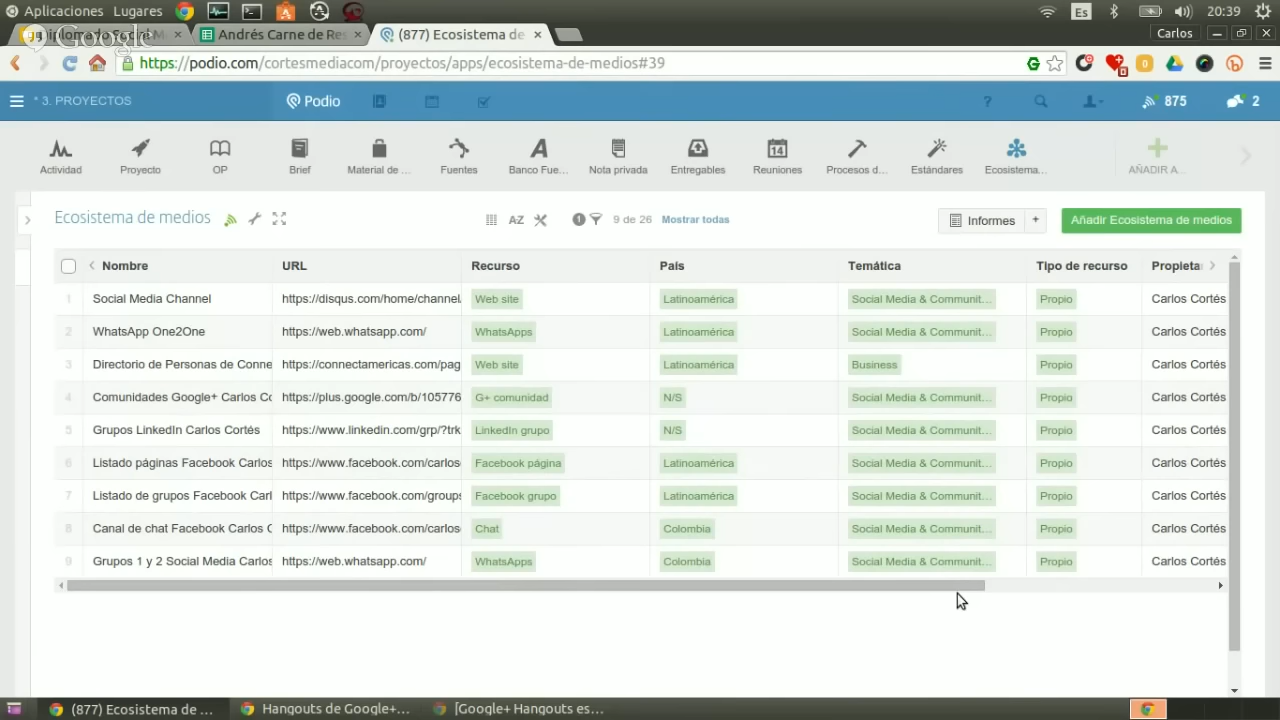 Aplicaciones Lugares Es 20:39
Google
Andrés Carne de Res (877) Ecosistema de Carlos
https://podio.com/cortesmediacom/proyectos/apps/ecosistema-de-medios#39
* 3. PROYECTOS Podio ? 875 2
Actividad Proyecto OP Brief Material de ... Fuentes Banco Fue... Nota privada Entregables 14 Reuniones Procesos d... Estándares Ecosistema... AÑADIR A...
Ecosistema de medios AZ 1 9 de 26 Mostrar todas Informes + Añadir Ecosistema de medios
Nombre URL Recurso País Temática Tipo de recurso Propieta
1 Social Media Channel https://disqus.com/home/channel Web site Latinoamérica Social Media & Communit... Propio Carlos Cortés
2 WhatsApp One2One https://web.whatsapp.com/ WhatsApps Latinoamérica Social Media & Communit... Propio Carlos Cortés
3 Directorio de Personas de Conne https://connectamericas.com/pag Web site Latinoamérica Business Propio Carlos Cortés
4 Comunidades Google+ Carlos Co https://plus.google.com/b/105776 G+ comunidad N/S Social Media & Communit... Propio Carlos Cortés
5 Grupos LinkedIn Carlos Cortés https://www.linkedin.com/grp/?trk N/S LinkedIn grupo Social Media & Communit... Propio Carlos Cortés
6 Listado páginas Facebook Carlos https://www.facebook.com/carlos Facebook página Latinoamérica Social Media & Communit... Propio Carlos Cortés
7 Listado de grupos Facebook Carl https://www.facebook.com/groups Facebook grupo Latinoamérica Social Media & Communit... Propio Carlos Cortés
8 Canal de chat Facebook Carlos C https://www.facebook.com/carlos Chat Colombia Social Media & Communit... Propio Carlos Cortés
9 Grupos 1 y 2 Social Media Carlos https://web.whatsapp.com/ WhatsApps Colombia Social Media & Communit... Propio Carlos Cortés
(877) Ecosistema de ... Hangouts de Google+... [Google+ Hangouts es...